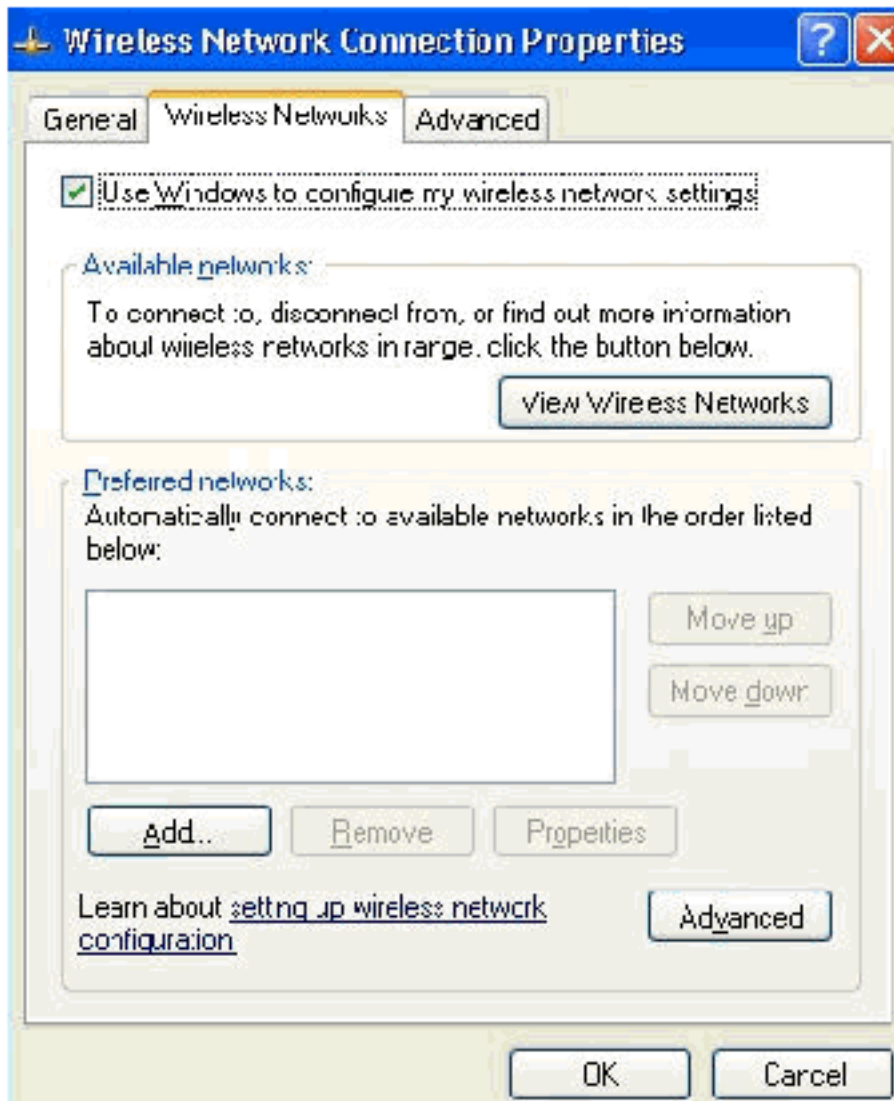 Wireless Network Connection Properties
General
Wireless Networks
Advanced
Use Windows to configure my wireless network settings
Available networks:
To connect to, disconnect from, or find out more information
about wireless networks in range, click the button below.
View Wireless Networks
Preferred networks:
Automatically connect to available networks in the order listed
below:
Move up
Move down
Add...
Remove
Properties
Learn about setting up wireless network
configuration.
Advanced
OK
Cancel